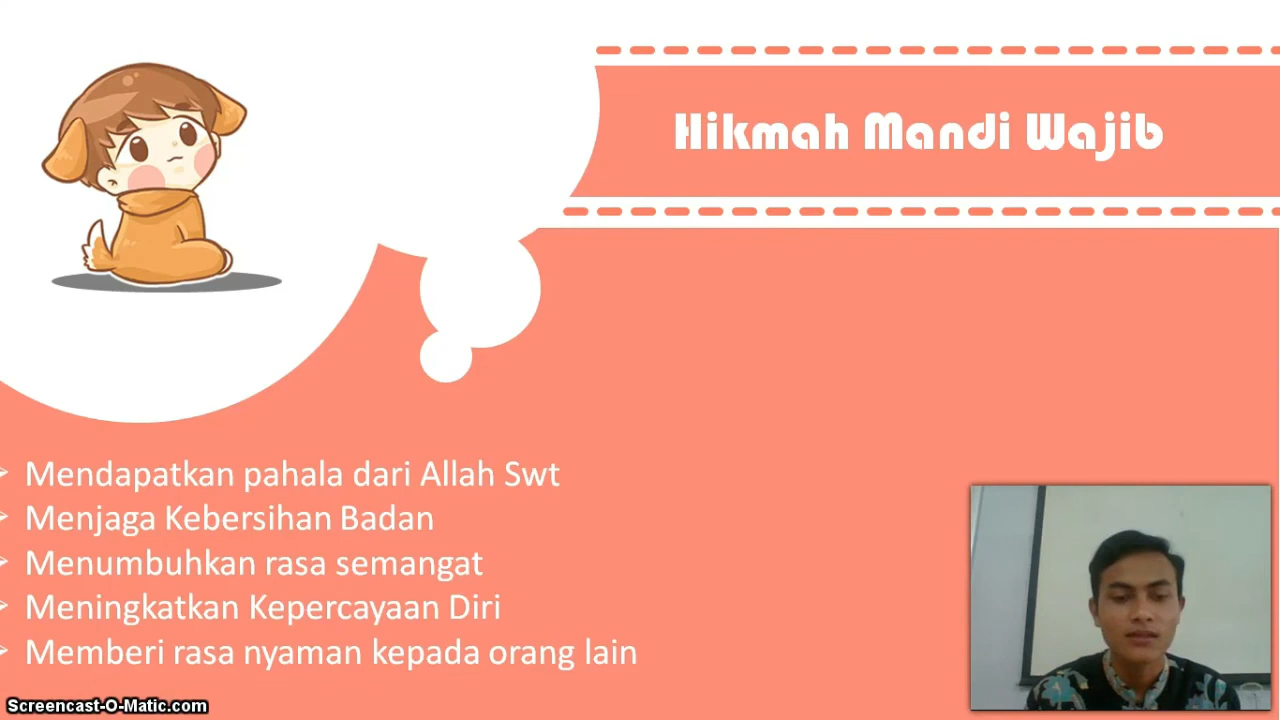 Hikmah Mandi Wajib
Mendapatkan pahala dari Allah Swt
Menjaga Kebersihan Badan
Menumbuhkan rasa semangat
Meningkatkan Kepercayaan Diri
Memberi rasa nyaman kepada orang lain
Screencast-O-Matic.com